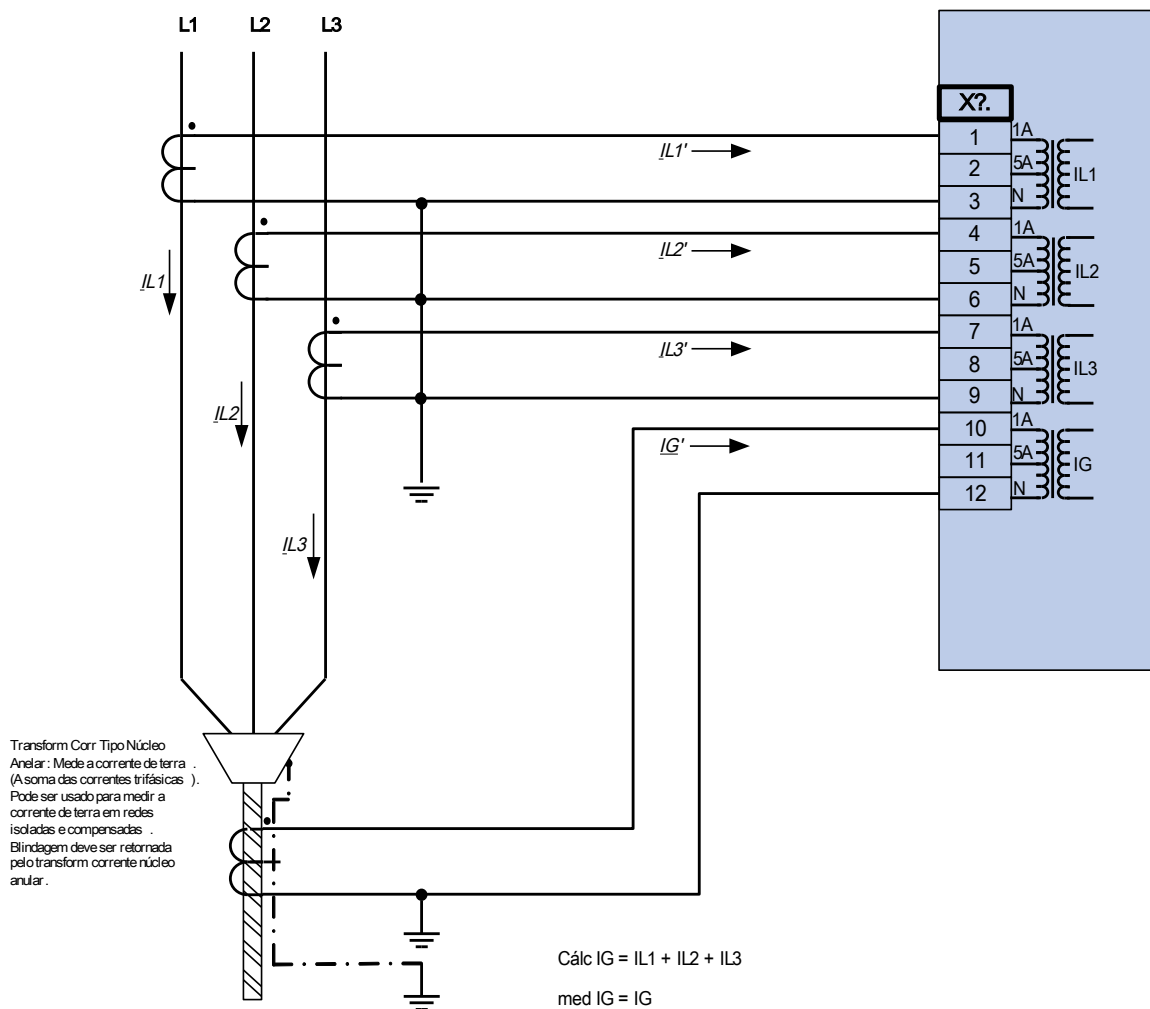 L1 L2 L3
X?.
1 1A
2 5A IL1
3 N
4 1A
5 5A IL2
6 N
7 1A
8 5A IL3
9 N
10 1A
11 5A IG
12 N
IL1'
IL2'
IL3'
IG'
IL1
IL2
IL3
Transform Corr Tipo Núcleo
Anelar : Mede a corrente de terra .
(A soma das correntes trifásicas ).
Pode ser usado para medir a
corrente de terra em redes
isoladas e compensadas .
Blindagem deve ser retornada
pelo transform corrente núcleo
anular .
Cálc IG = IL1 + IL2 + IL3
med IG = IG